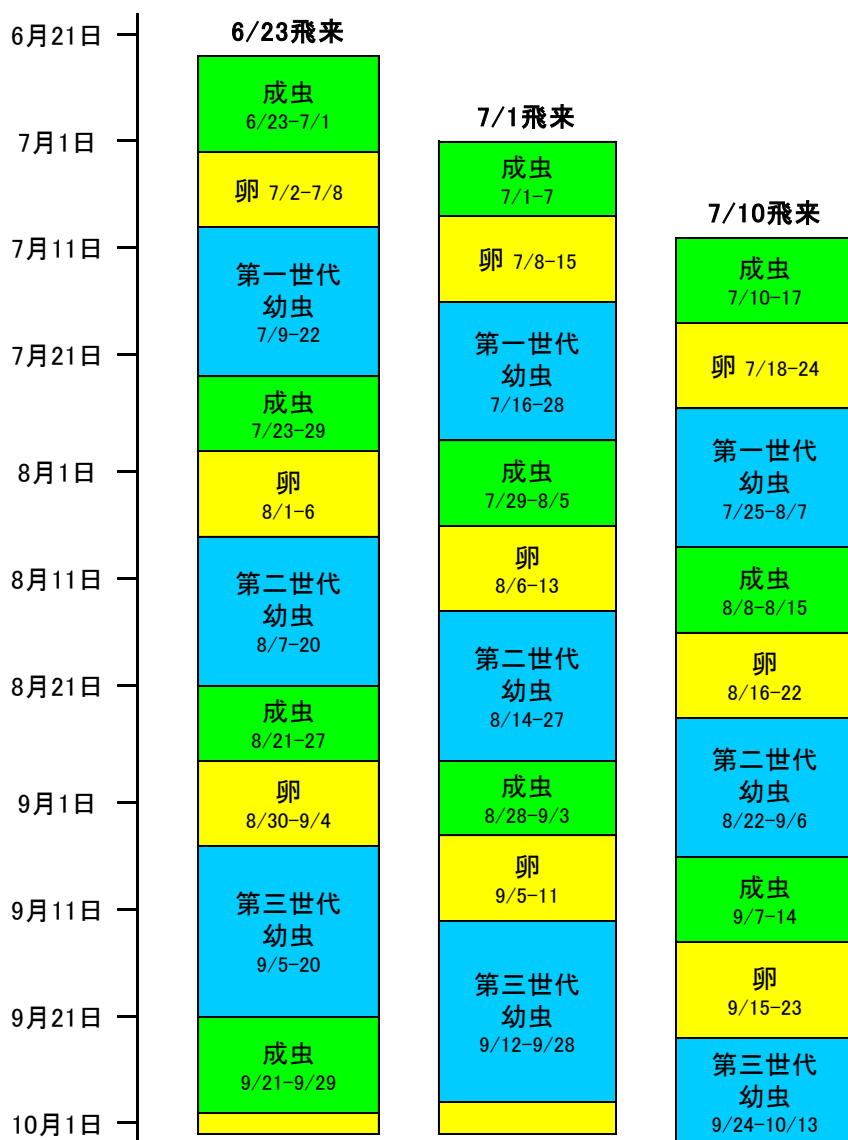 6月21日
7月1日
7月11日
7月21日
8月1日
8月11日
8月21日
9月1日
9月11日
9月21日
10月1日
6/23飛来
成虫
6/23-7/1
卵 7/2-7/8
第一世代
幼虫
7/9-22
成虫
7/23-29
卵
8/1-6
第二世代
幼虫
8/7-20
成虫
8/21-27
卵
8/30-9/4
第三世代
幼虫
9/5-20
成虫
9/21-9/29
7/1飛来
成虫
7/1-7
卵 7/8-15
第一世代
幼虫
7/16-28
成虫
7/29-8/5
卵
8/6-13
第二世代
幼虫
8/14-27
成虫
8/28-9/3
卵
9/5-11
第三世代
幼虫
9/12-9/28
7/10飛来
成虫
7/10-17
卵 7/18-24
第一世代
幼虫
7/25-8/7
成虫
8/8-8/15
卵
8/16-22
第二世代
幼虫
8/22-9/6
成虫
9/7-14
卵
9/15-23
第三世代
幼虫
9/24-10/13